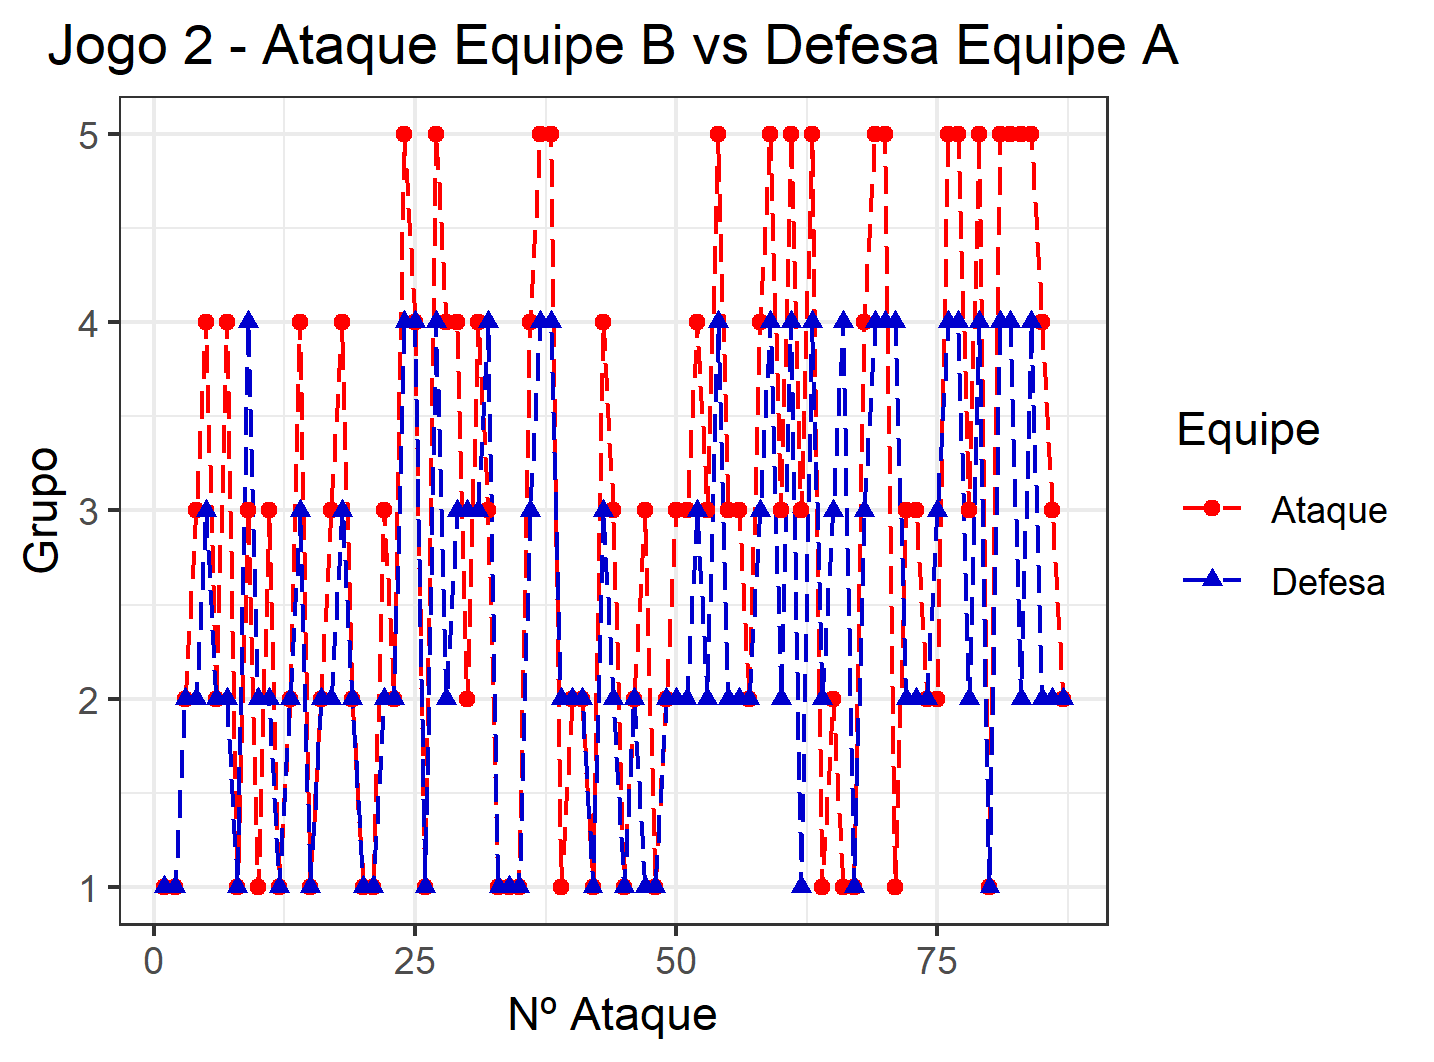 Jogo 2 - Ataque Equipe B vs Defesa Equipe A
5
4
3
2
1
Grupo
0 25 50 75
Nº Ataque
Equipe
Ataque
Defesa